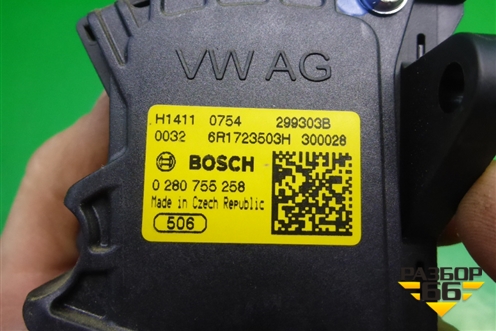 VW AG
H1411 0754 299303B
0032 6R1723503H 300028
BOSCH
0 280 755 258
Made in Czech Republic
506
РАЗБОР
66